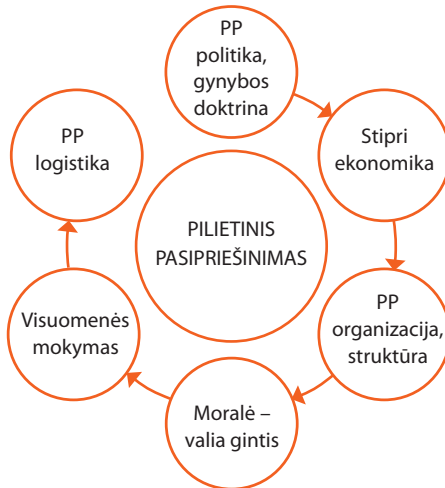 PP
politika,
gynybos
doktrina
Stipri
ekonomika
PP
organizacija,
struktūra
Moralė –
valia gintis
Visuomenės
mokymas
PP
logistika
PILIETINIS
PASIPRIEŠINIMAS